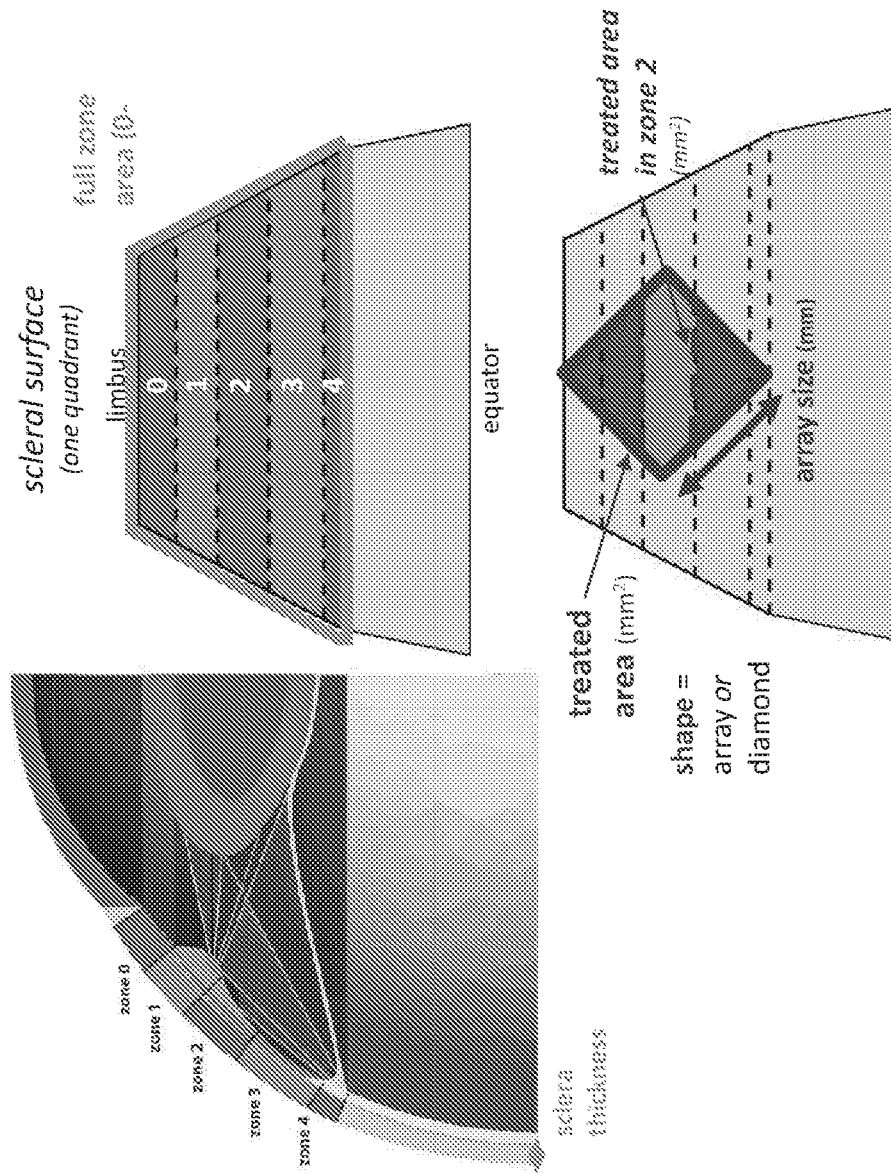 zone 0
zone 1
zone 2
zone 3
zone 4
sclera
thickness
scleral surface
(one quadrant)
limbus
full zone
area (0-
0
1
2
3
4
equator
treated
area (mm²)
shape =
array or
diamond
treated area
in zone 2
(mm²)
array size (mm)